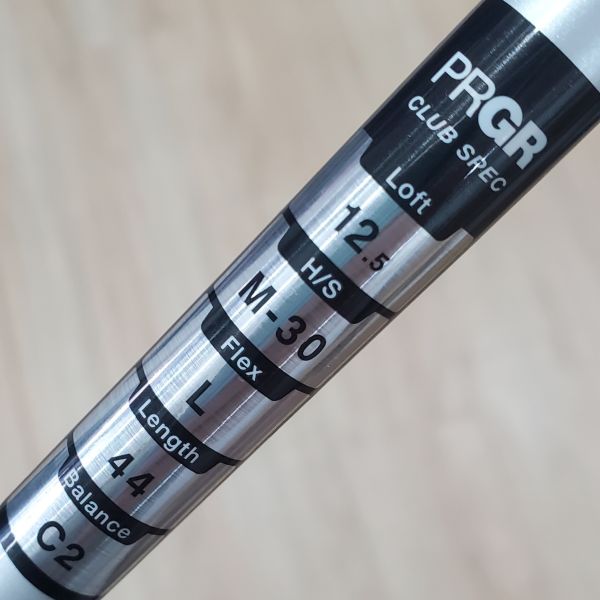 PRGR
CLUB SPEC
Loft
12.5
H/S
M-30
Flex
L
Length
44
Balance
C2